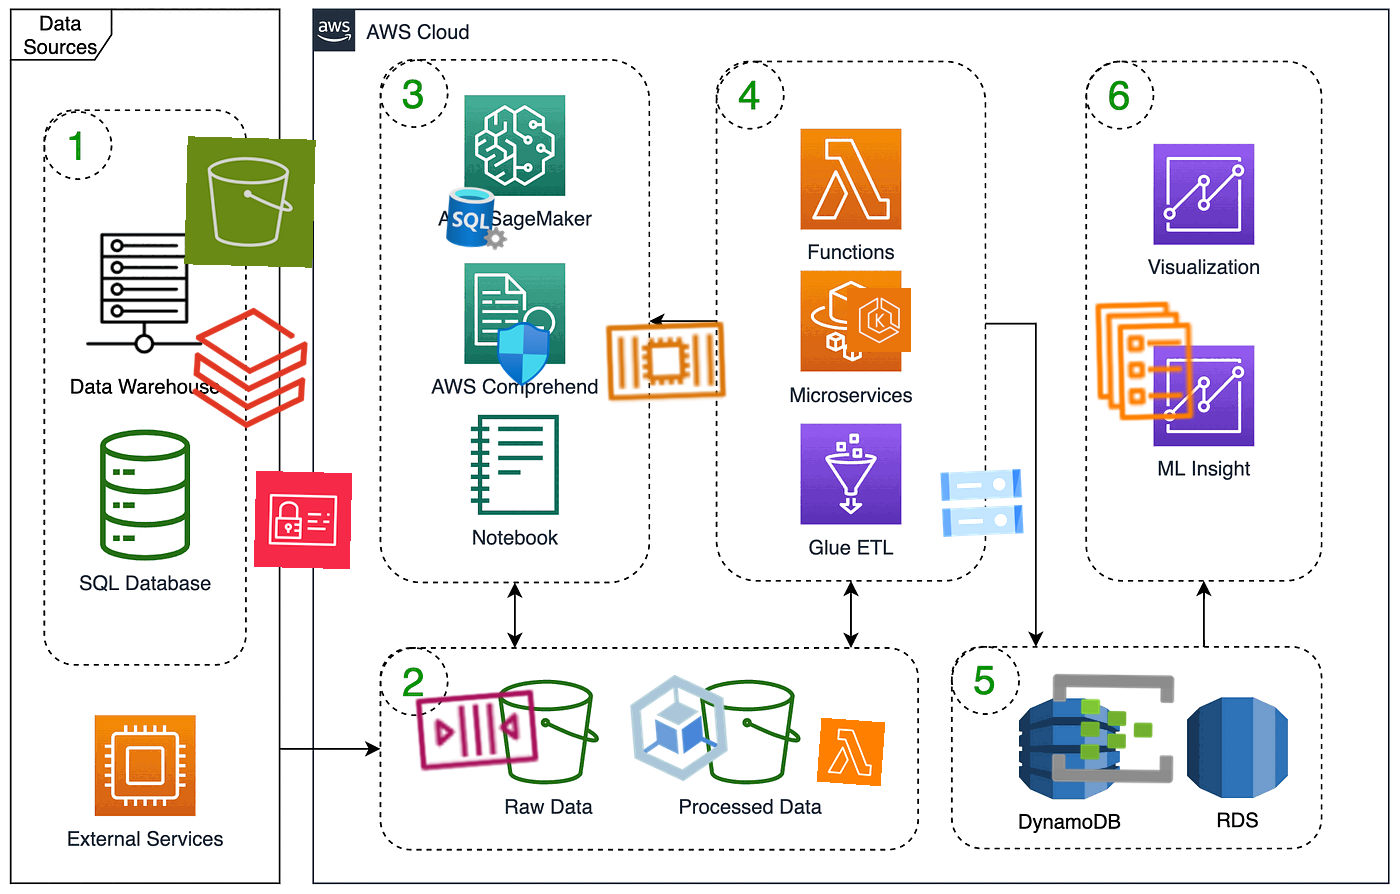 Data
Sources
aws
AWS Cloud
1
Data Warehouse
SQL Database
External Services
3
SageMaker
SQL
AWS Comprehend
Notebook
4
Functions
K
Microservices
Glue ETL
6
Visualization
ML Insight
2
Raw Data
Processed Data
5
DynamoDB
RDS